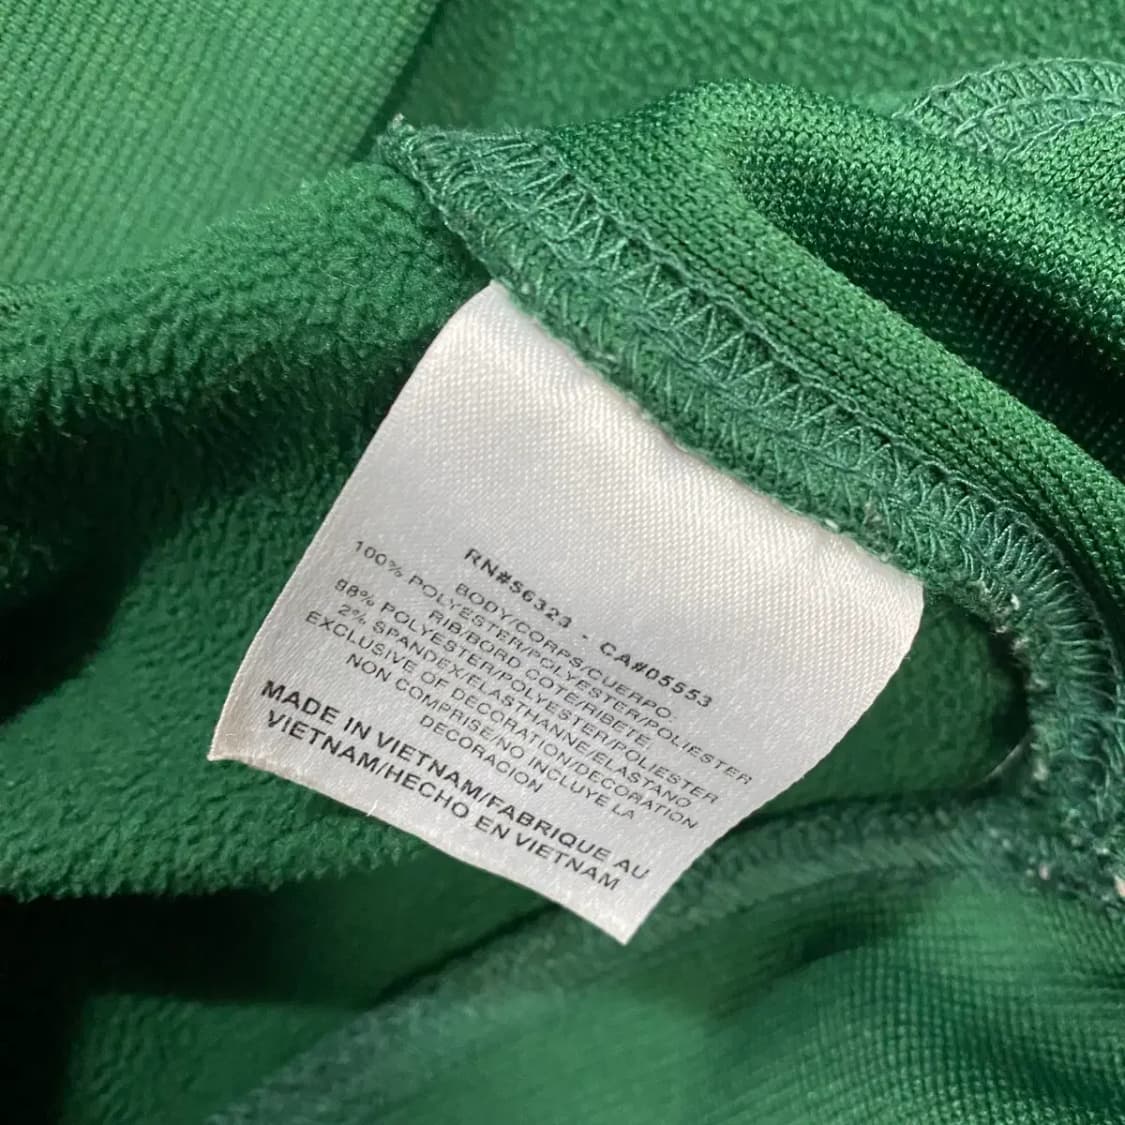 RN#56323 - CA#05553
BODY/CORPS/CUERPO.
100% POLYESTER/POLYESTER/POLIESTER
RIB/BORD COTE/RIBETE.
98% POLYESTER/POLYESTER/POLIESTER
2% SPANDEX/ELASTHANNE/ELASTANO
EXCLUSIVE OF DECORATION/DECORATION
NON COMPRISE/NO INCLUYE LA
DECORACION
MADE IN VIETNAM/FABRIQUE AU
VIETNAM/HECHO EN VIETNAM